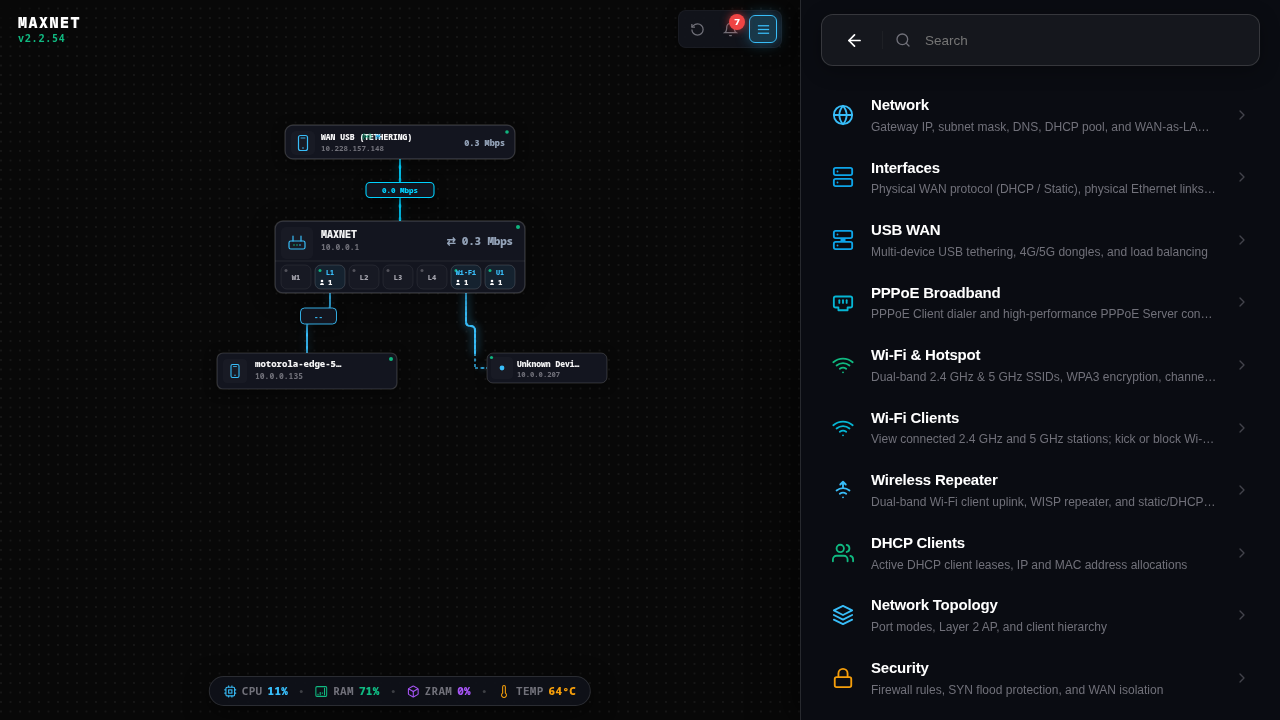 MAXNET
v2.2.54
7
WAN USB (TETHERING)
10.228.157.148
0.3 Mbps
0.0 Mbps
MAXNET
10.0.0.1
⇄ 0.3 Mbps
W1
L1
1
L2
L3
L4
Wi-Fi
1
U1
1
--
motorola-edge-5…
10.0.0.135
Unknown Devi…
10.0.0.207
CPU 11% • RAM 71% • ZRAM 0% • TEMP 64°C
Search
Network
Gateway IP, subnet mask, DNS, DHCP pool, and WAN-as-LA…
Interfaces
Physical WAN protocol (DHCP / Static), physical Ethernet links…
USB WAN
Multi-device USB tethering, 4G/5G dongles, and load balancing
PPPoE Broadband
PPPoE Client dialer and high-performance PPPoE Server con…
Wi-Fi & Hotspot
Dual-band 2.4 GHz & 5 GHz SSIDs, WPA3 encryption, channe…
Wi-Fi Clients
View connected 2.4 GHz and 5 GHz stations; kick or block Wi-…
Wireless Repeater
Dual-band Wi-Fi client uplink, WISP repeater, and static/DHCP…
DHCP Clients
Active DHCP client leases, IP and MAC address allocations
Network Topology
Port modes, Layer 2 AP, and client hierarchy
Security
Firewall rules, SYN flood protection, and WAN isolation